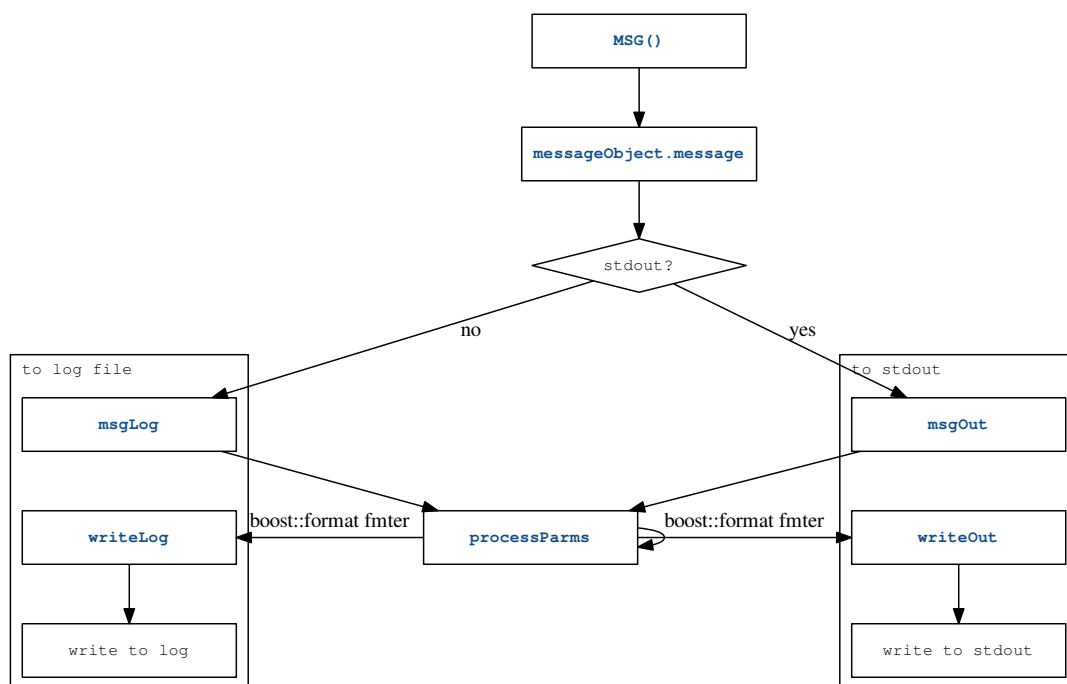 MSG()
messageObject.message
stdout?
no
yes
to log file
to stdout
msgLog
msgOut
boost::format fmter
boost::format fmter
writeLog
processParms
writeOut
write to log
write to stdout